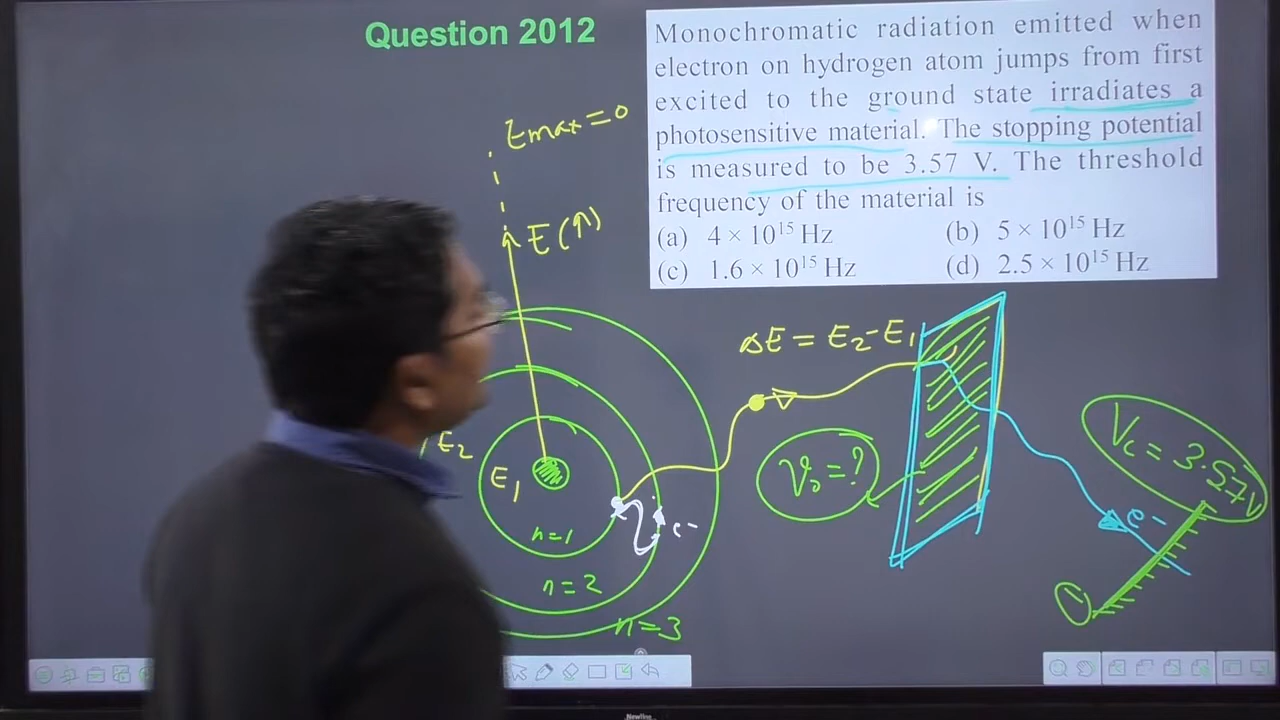 Question 2012
Monochromatic radiation emitted when
electron on hydrogen atom jumps from first
excited to the ground state irradiates a
photosensitive material. The stopping potential
is measured to be 3.57 V. The threshold
frequency of the material is
(a) 4 × 10¹⁵ Hz (b) 5 × 10¹⁵ Hz
(c) 1.6 × 10¹⁵ Hz (d) 2.5 × 10¹⁵ Hz
Emax = 0
E(↑)
ΔE = E₂-E₁
E₂
E₁
n=1
n=2
n=3
e-
ν₀=?
Vc = 3.57V
e-
Newline